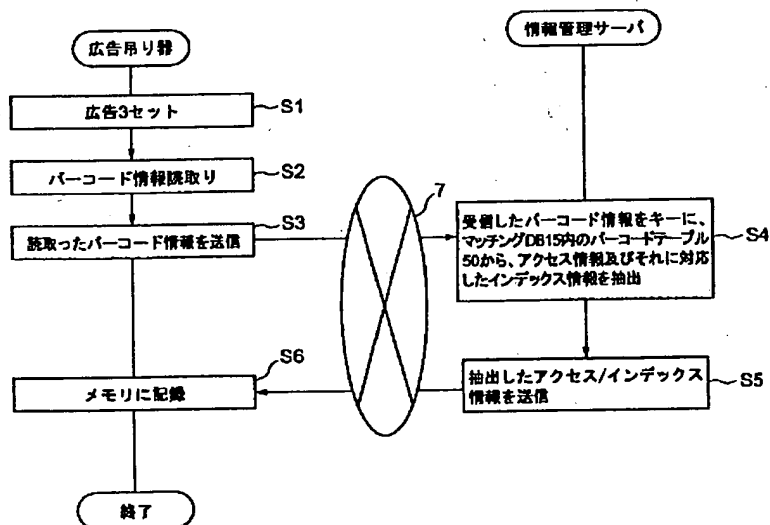 広告吊り器
情報管理サーバ
広告3セット
S1
バーコード情報読取り
S2
読取ったバーコード情報を送信
S3
7
受信したバーコード情報をキーに、
マッチングDB15内のバーコードテーブル
50から、アクセス情報及びそれに対応
したインデックス情報を抽出
S4
抽出したアクセス/インデックス
情報を送信
S5
メモリに記録
S6
終了